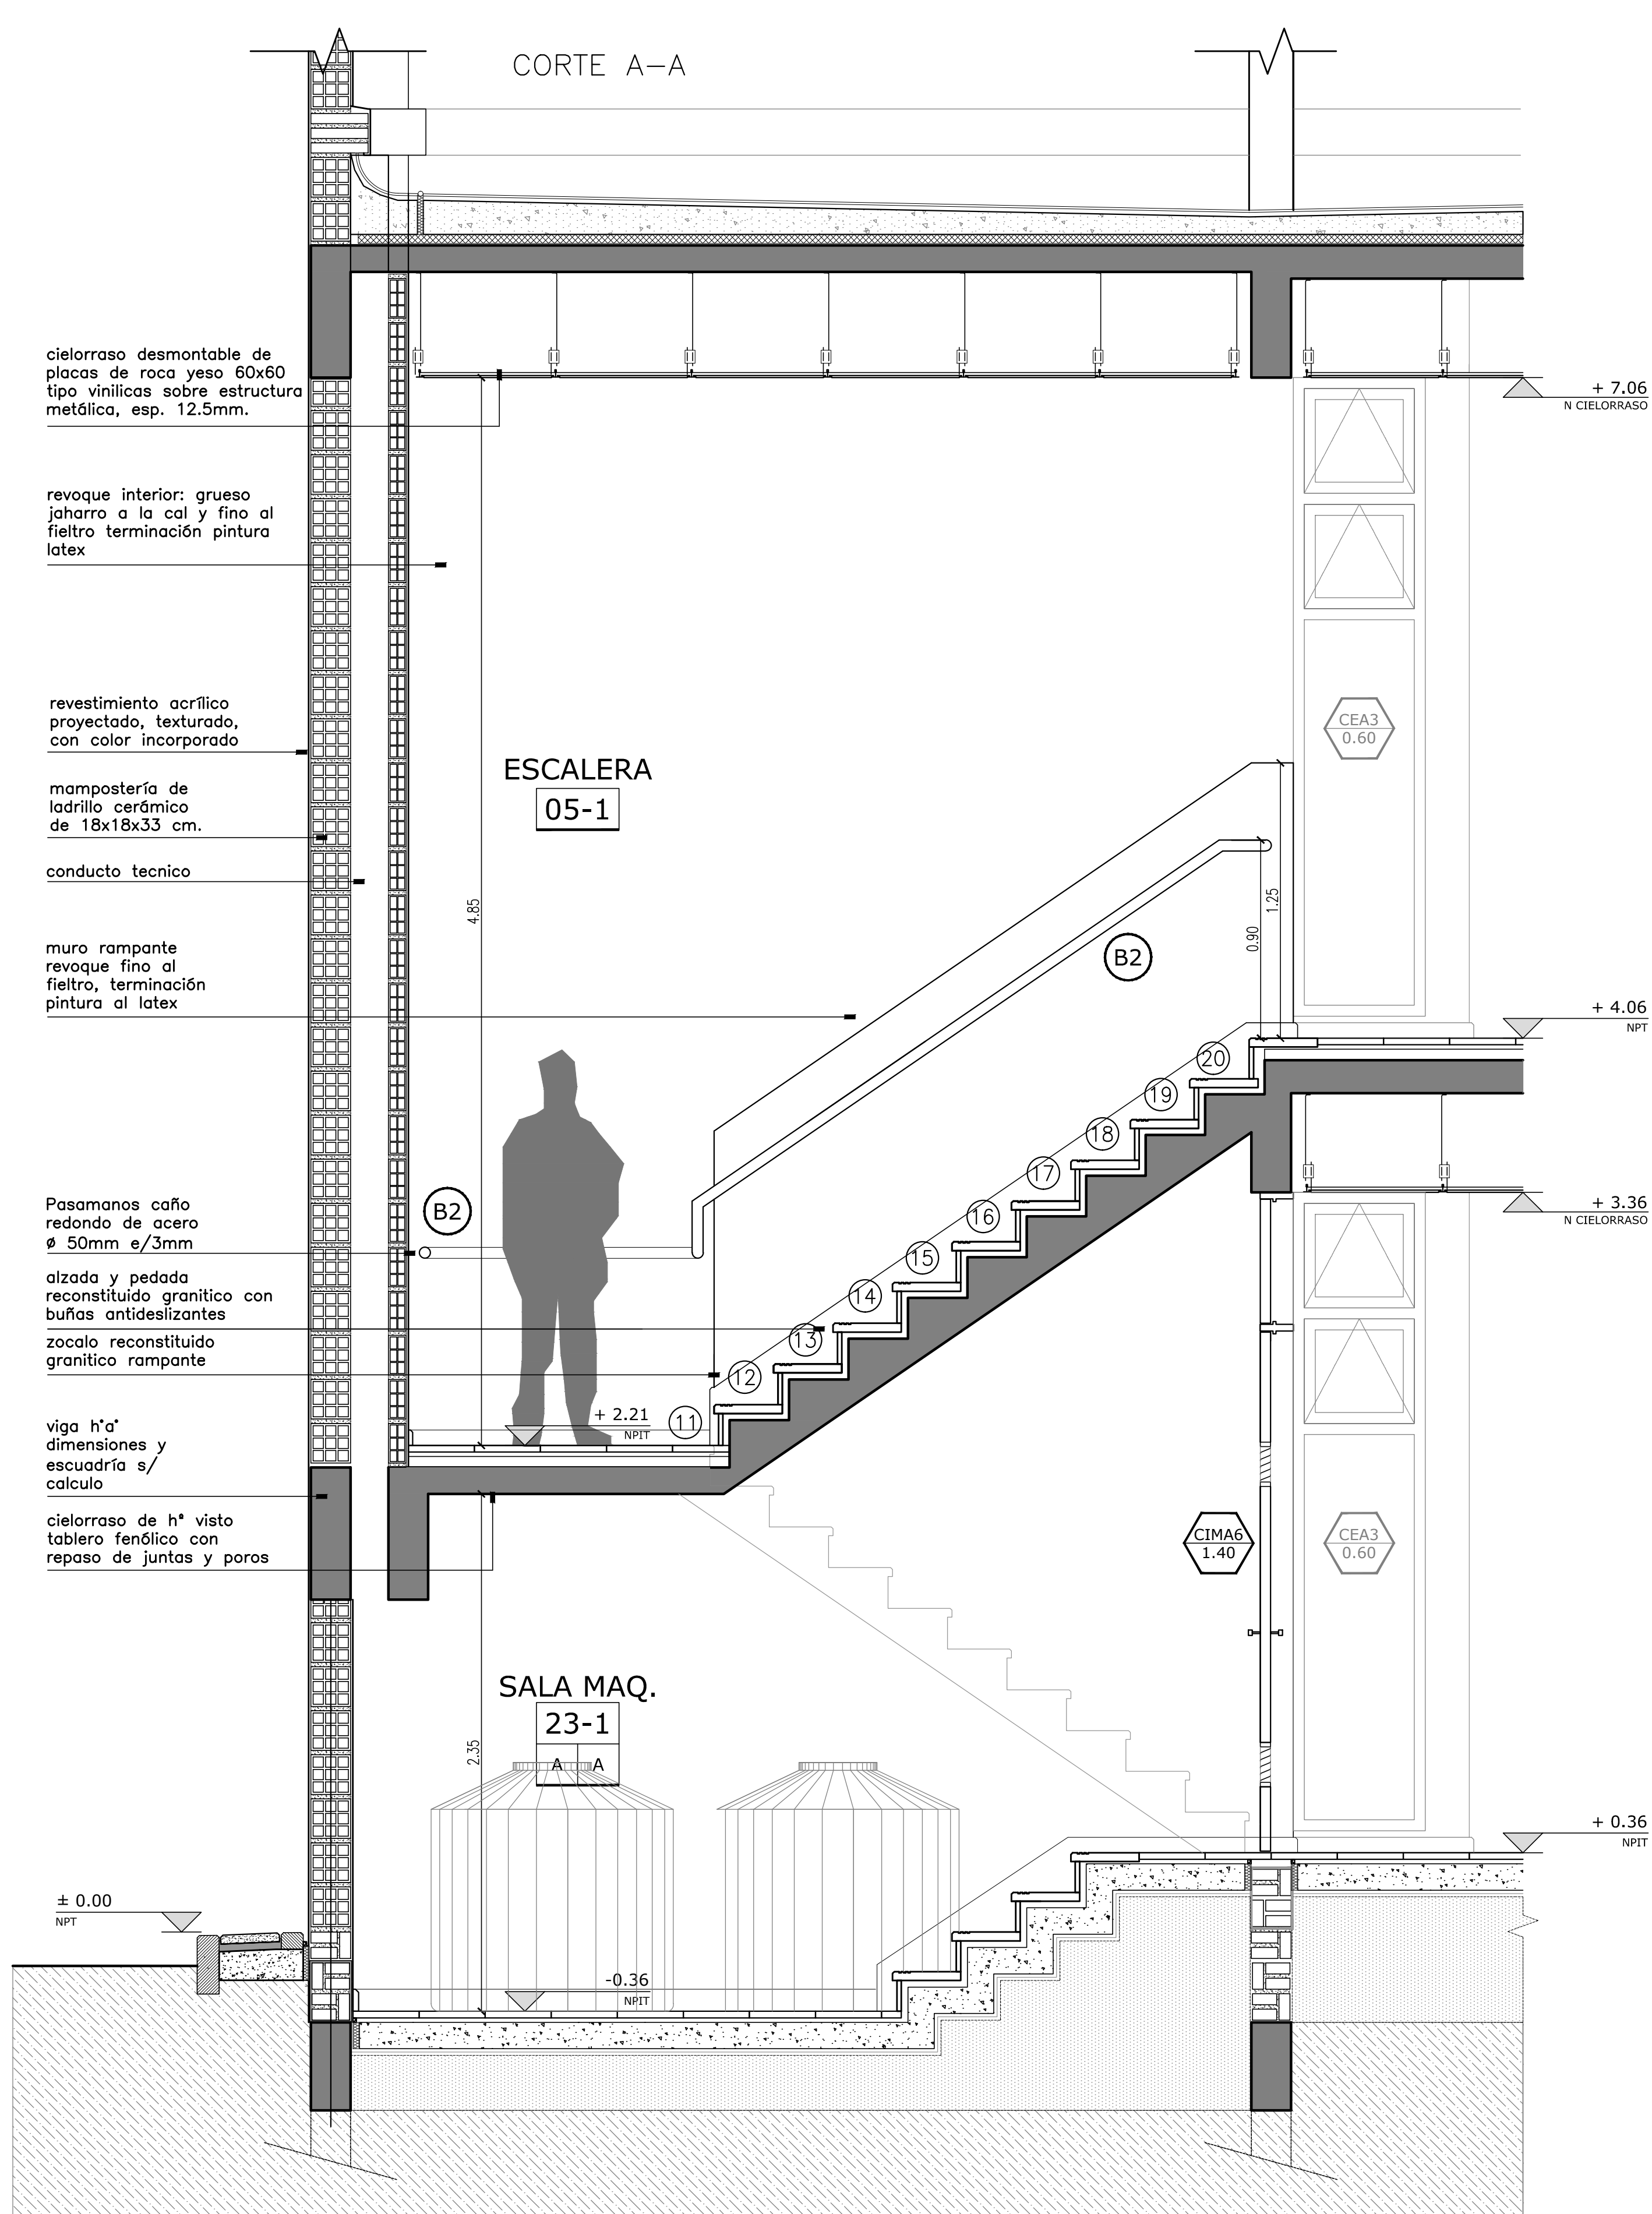 CORTE A-A
cielorraso desmontable de
placas de roca yeso 60x60
tipo vinilicas sobre estructura
metálica, esp. 12.5mm.
+ 7.06
N CIELORRASO
revoque interior: grueso
jaharro a la cal y fino al
fieltro terminación pintura
latex
revestimiento acrílico
proyectado, texturado,
con color incorporado
CEA3
0.60
ESCALERA
05-1
mampostería de
ladrillo cerámico
de 18x18x33 cm.
conducto tecnico
4.85
1.25
0.90
B2
muro rampante
revoque fino al
fieltro, terminación
pintura al latex
+ 4.06
NPT
20
19
18
17
16
15
14
13
12
11
+ 3.36
N CIELORRASO
B2
Pasamanos caño
redondo de acero
ø 50mm e/3mm
alzada y pedada
reconstituido granitico con
buñas antideslizantes
zocalo reconstituido
granitico rampante
+ 2.21
NPIT
viga h°a°
dimensiones y
escuadría s/
calculo
cielorraso de hª visto
tablero fenólico con
repaso de juntas y poros
CIMA6
1.40
CEA3
0.60
SALA MAQ.
23-1
A A
2.35
+ 0.36
NPIT
± 0.00
NPT
-0.36
NPIT